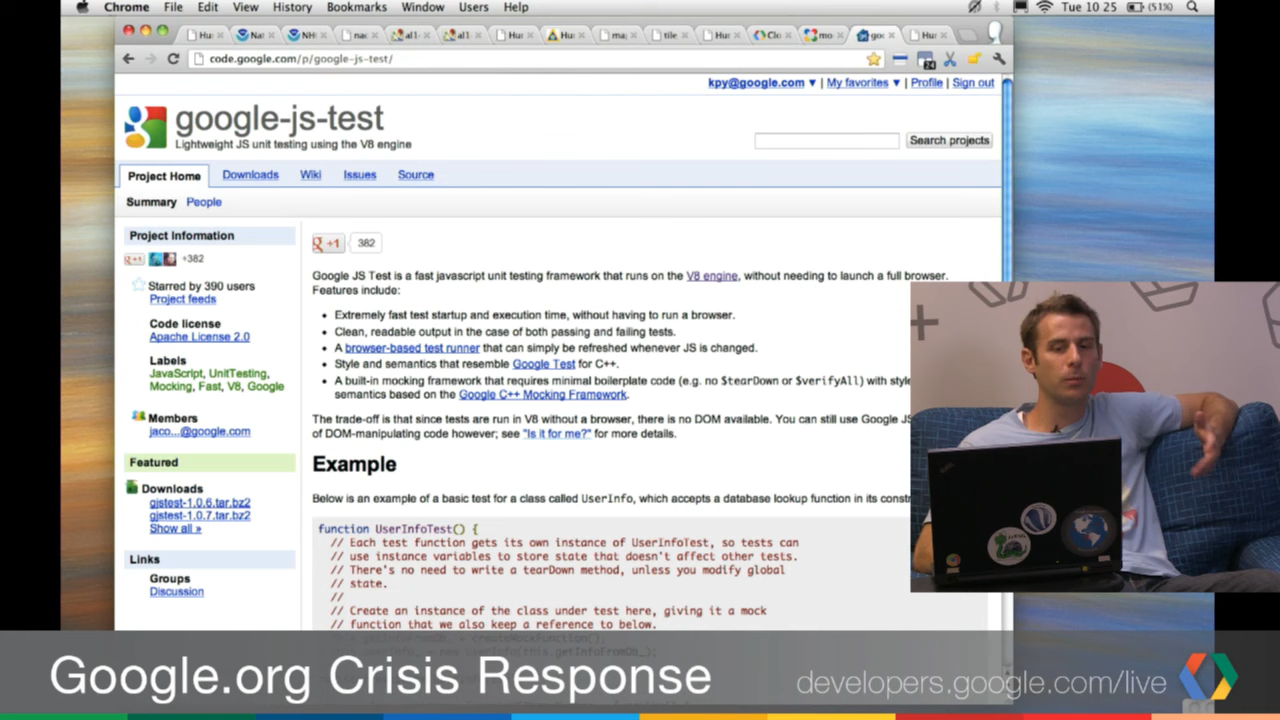 Chrome File Edit View History Bookmarks Window Users Help
Tue 10 25 (51%)
code.google.com/p/google-js-test/
24
kpy@google.com ▼ | My favorites ▼ | Profile | Sign out
google-js-test
Lightweight JS unit testing using the V8 engine
Search projects
Project Home Downloads Wiki Issues Source
Summary People
Project Information
+382
Starred by 390 users
Project feeds
Code license
Apache License 2.0
Labels
JavaScript, UnitTesting,
Mocking, Fast, V8, Google
Members
jaco...@google.com
Featured
Downloads
gjstest-1.0.6.tar.bz2
gjstest-1.0.7.tar.bz2
Show all »
Links
Groups
Discussion
+1 382
Google JS Test is a fast javascript unit testing framework that runs on the V8 engine, without needing to launch a full browser.
Features include:
• Extremely fast test startup and execution time, without having to run a browser.
• Clean, readable output in the case of both passing and failing tests.
• A browser-based test runner that can simply be refreshed whenever JS is changed.
• Style and semantics that resemble Google Test for C++.
• A built-in mocking framework that requires minimal boilerplate code (e.g. no $tearDown or $verifyAll) with style
semantics based on the Google C++ Mocking Framework.
The trade-off is that since tests are run in V8 without a browser, there is no DOM available. You can still use Google JS
of DOM-manipulating code however; see "Is it for me?" for more details.
Example
Below is an example of a basic test for a class called UserInfo, which accepts a database lookup function in its
function UserInfoTest() {
// Each test function gets its own instance of UserInfoTest, so tests can
// use instance variables to store state that doesn't affect other tests.
// There's no need to write a tearDown method, unless you modify global
// state.
//
// Create an instance of the class under test here, giving it a mock
// function that we also keep a reference to below.
Google.org Crisis Response
developers.google.com/live